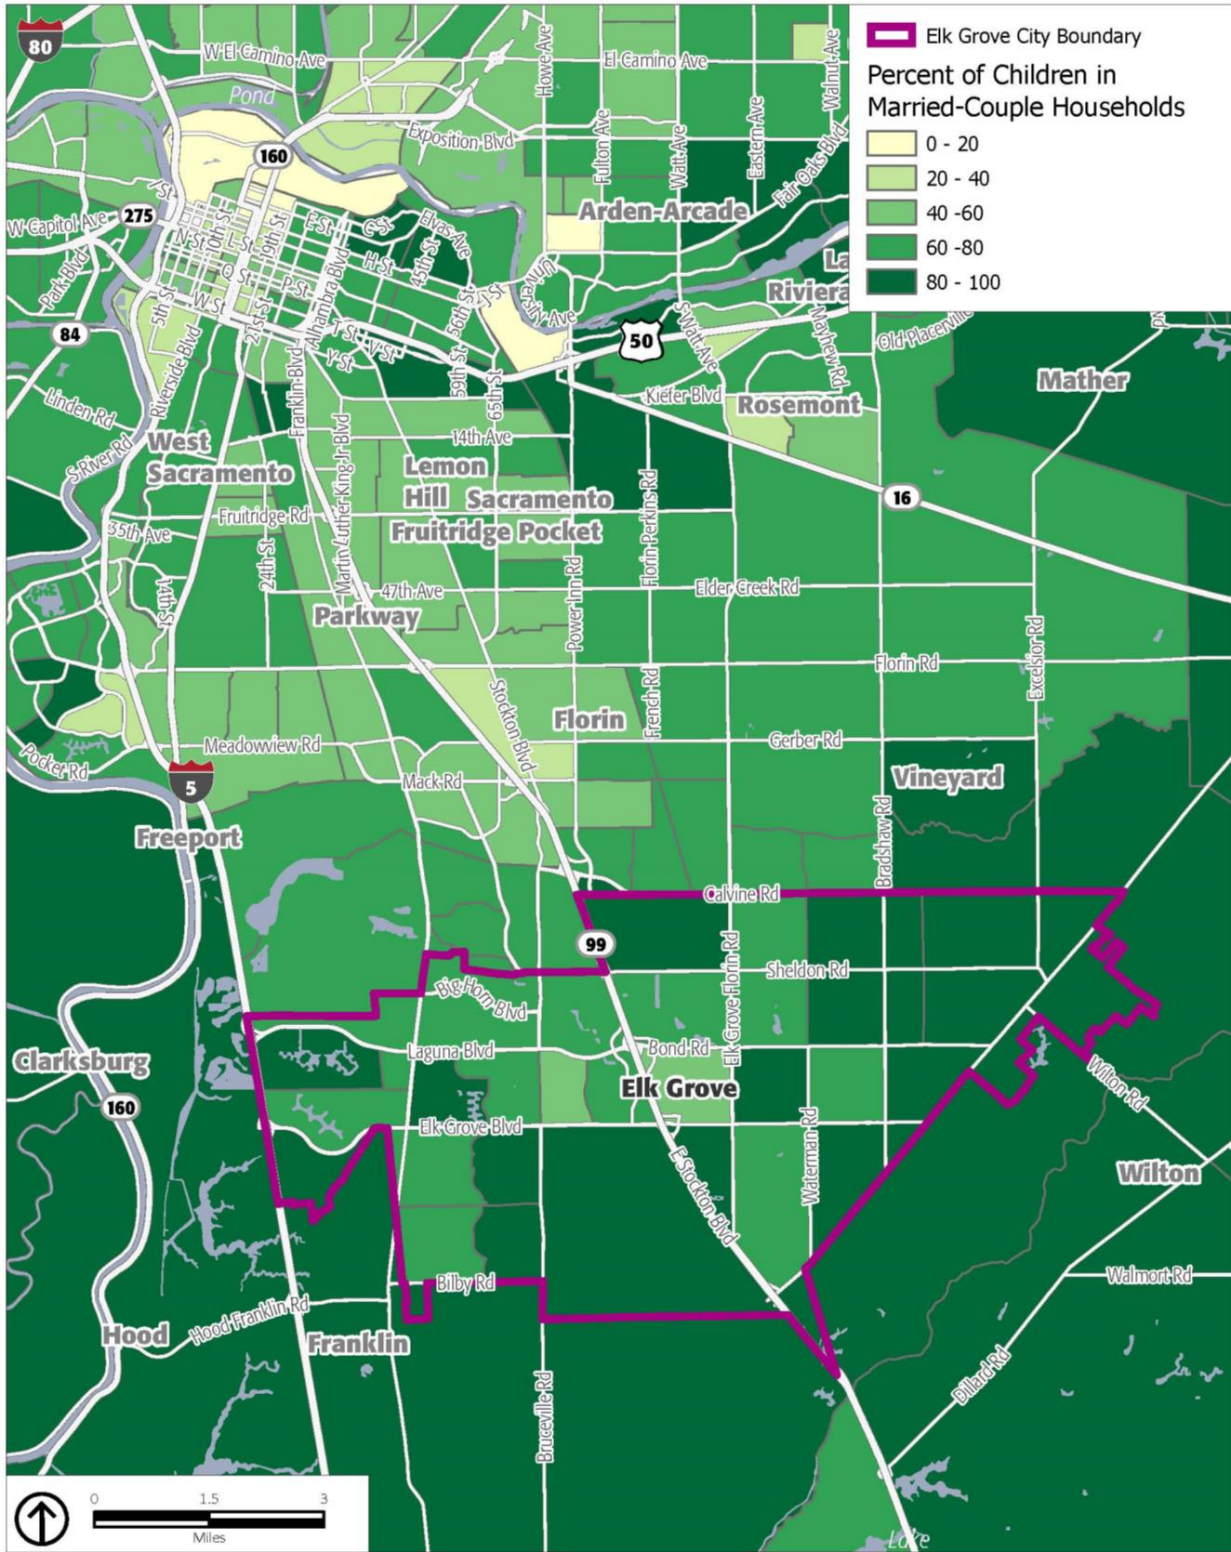 80
W El Camino Ave
Howe Ave
El Camino Ave
Walnut Ave
Pond
Exposition Blvd
Fulton Ave
Watt Ave
Eastern Ave
Fair Oaks Blvd
Elk Grove City Boundary
Percent of Children in
Married-Couple Households
0 - 20
20 - 40
40 -60
60 -80
80 - 100
160
W Capitol Ave
275
Park Blvd
N St
10th St
L St
19th St
E St
C St
Elvas Ave
Arden-Arcade
H St
45th St
Q St
P St
Alhambra Blvd
J St
University Ave
La
Riviera
84
5th St
W St
21st St
T St
V St
Y St
56th St
59th St
65th St
50
S Watt Ave
Mayhew Rd
Old Placerville
Riverside Blvd
Franklin Blvd
Linden Rd
S River Rd
Kiefer Blvd
Rosemont
Mather
West
Sacramento
14th Ave
Martin Luther King Jr Blvd
Lemon
Hill
Sacramento
Fruitridge Pocket
Fruitridge Rd
35th Ave
24th St
14th St
47th Ave
Parkway
Power Inn Rd
Florin Perkins Rd
16
Elder Creek Rd
Excelsior Rd
Florin Rd
French Rd
Stockton Blvd
Florin
Meadowview Rd
Gerber Rd
Pocket Rd
5
Mack Rd
Vineyard
Freeport
Bradshaw Rd
Calvine Rd
99
Elk Grove Florin Rd
Sheldon Rd
Big Horn Blvd
Laguna Blvd
Bond Rd
Clarksburg
160
Elk Grove
Wilton Rd
Elk Grove Blvd
Waterman Rd
E Stockton Blvd
Wilton
Bilby Rd
Walmort Rd
Hood Franklin Rd
Hood
Franklin
Dillard Rd
Bruceville Rd
0 1.5 3
Miles
Lake